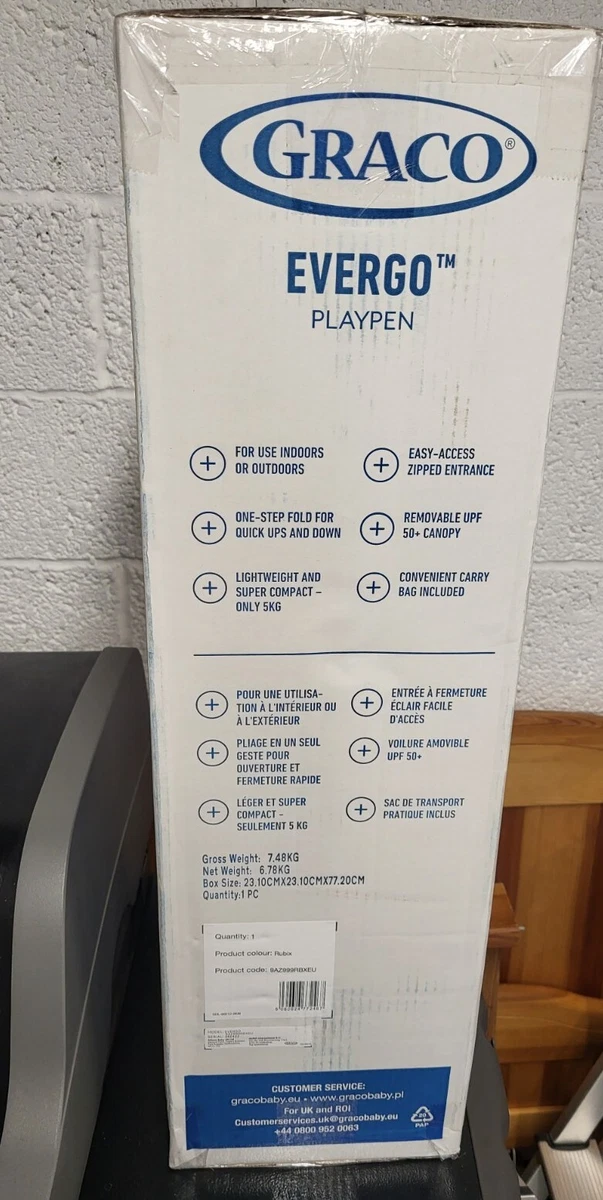 GRACO®
EVERGO™
PLAYPEN
FOR USE INDOORS
OR OUTDOORS
EASY-ACCESS
ZIPPED ENTRANCE
ONE-STEP FOLD FOR
QUICK UPS AND DOWN
REMOVABLE UPF
50+ CANOPY
LIGHTWEIGHT AND
SUPER COMPACT –
ONLY 5KG
CONVENIENT CARRY
BAG INCLUDED
POUR UNE UTILISA-
TION À L'INTÉRIEUR OU
À L'EXTÉRIEUR
ENTRÉE À FERMETURE
ÉCLAIR FACILE
D'ACCÈS
PLIAGE EN UN SEUL
GESTE POUR
OUVERTURE ET
FERMETURE RAPIDE
VOILURE AMOVIBLE
UPF 50+
LÉGER ET SUPER
COMPACT -
SEULEMENT 5 KG
SAC DE TRANSPORT
PRATIQUE INCLUS
Gross Weight: 7.48KG
Net Weight: 6.78KG
Box Size: 23.10CMX23.10CMX77.20CM
Quantity:1 PC
Quantity: 1
Product colour: Rubix
Product code: 9AZ999RBXEU
CUSTOMER SERVICE:
gracobaby.eu • www.gracobaby.pl
For UK and ROI
Customerservices.uk@gracobaby.eu
+44 0800 952 0063
20
PAP